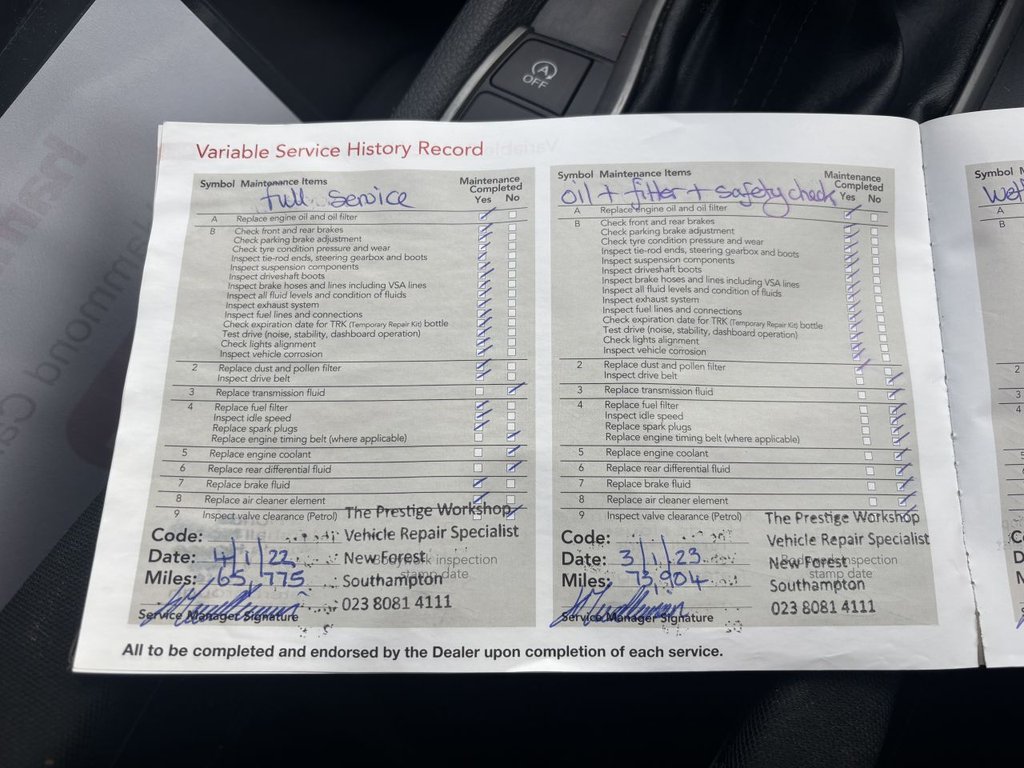 A
OFF
Variable Service History Record
Symbol Maintenance Items
Maintenance
Completed
Yes No
full service
A Replace engine oil and oil filter
B Check front and rear brakes
Check parking brake adjustment
Check tyre condition pressure and wear
Inspect tie-rod ends, steering gearbox and boots
Inspect suspension components
Inspect driveshaft boots
Inspect brake hoses and lines including VSA lines
Inspect all fluid levels and condition of fluids
Inspect exhaust system
Inspect fuel lines and connections
Check expiration date for TRK (Temporary Repair Kit) bottle
Test drive (noise, stability, dashboard operation)
Check lights alignment
Inspect vehicle corrosion
2 Replace dust and pollen filter
Inspect drive belt
3 Replace transmission fluid
4 Replace fuel filter
Inspect idle speed
Replace spark plugs
Replace engine timing belt (where applicable)
5 Replace engine coolant
6 Replace rear differential fluid
7 Replace brake fluid
8 Replace air cleaner element
9 Inspect valve clearance (Petrol)
The Prestige Workshop
Code:
Vehicle Repair Specialist
Date: 4/1/22
New Forest
inspection
Miles: 65,775
Southampton
stamp date
023 8081 4111
Service Manager Signature
Symbol Maintenance Items
Maintenance
Completed
Yes No
oil + filter + safety check
A Replace engine oil and oil filter
B Check front and rear brakes
Check parking brake adjustment
Check tyre condition pressure and wear
Inspect tie-rod ends, steering gearbox and boots
Inspect suspension components
Inspect driveshaft boots
Inspect brake hoses and lines including VSA lines
Inspect all fluid levels and condition of fluids
Inspect exhaust system
Inspect fuel lines and connections
Check expiration date for TRK (Temporary Repair Kit) bottle
Test drive (noise, stability, dashboard operation)
Check lights alignment
Inspect vehicle corrosion
2 Replace dust and pollen filter
Inspect drive belt
3 Replace transmission fluid
4 Replace fuel filter
Inspect idle speed
Replace spark plugs
Replace engine timing belt (where applicable)
5 Replace engine coolant
6 Replace rear differential fluid
7 Replace brake fluid
8 Replace air cleaner element
9 Inspect valve clearance (Petrol)
The Prestige Workshop
Code:
Vehicle Repair Specialist
Date: 3/1/23
New Forest
inspection
Miles: 73,904
stamp date
Southampton
023 8081 4111
Service Manager Signature
All to be completed and endorsed by the Dealer upon completion of each service.
Symbol
A
B
2
3
4